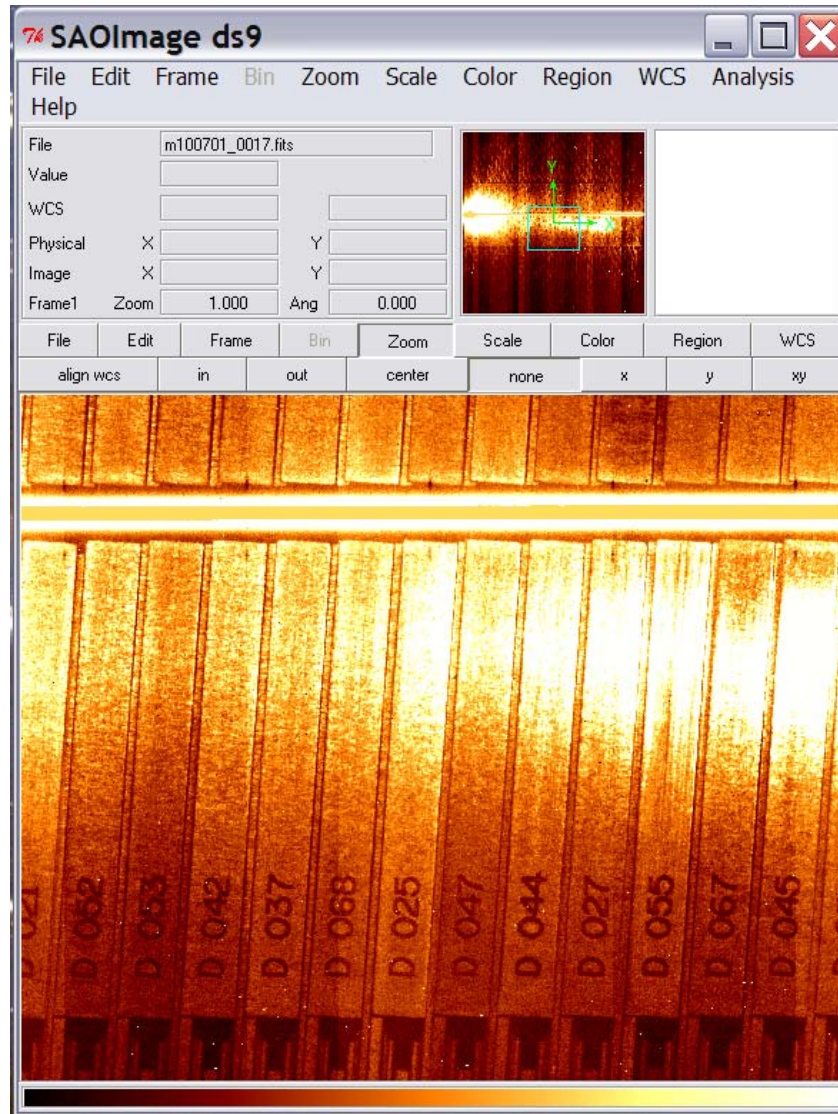 SAOImage ds9
File Edit Frame Bin Zoom Scale Color Region WCS Analysis
Help
File m100701_0017.fits
Value
WCS
Physical X Y
Image X Y
Frame1 Zoom 1.000 Ang 0.000
Y
X
File Edit Frame Bin Zoom Scale Color Region WCS
align wcs in out center none x y xy
D 021
D 052
D 053
D 042
D 037
D 068
D 025
D 047
D 044
D 027
D 055
D 067
D 045